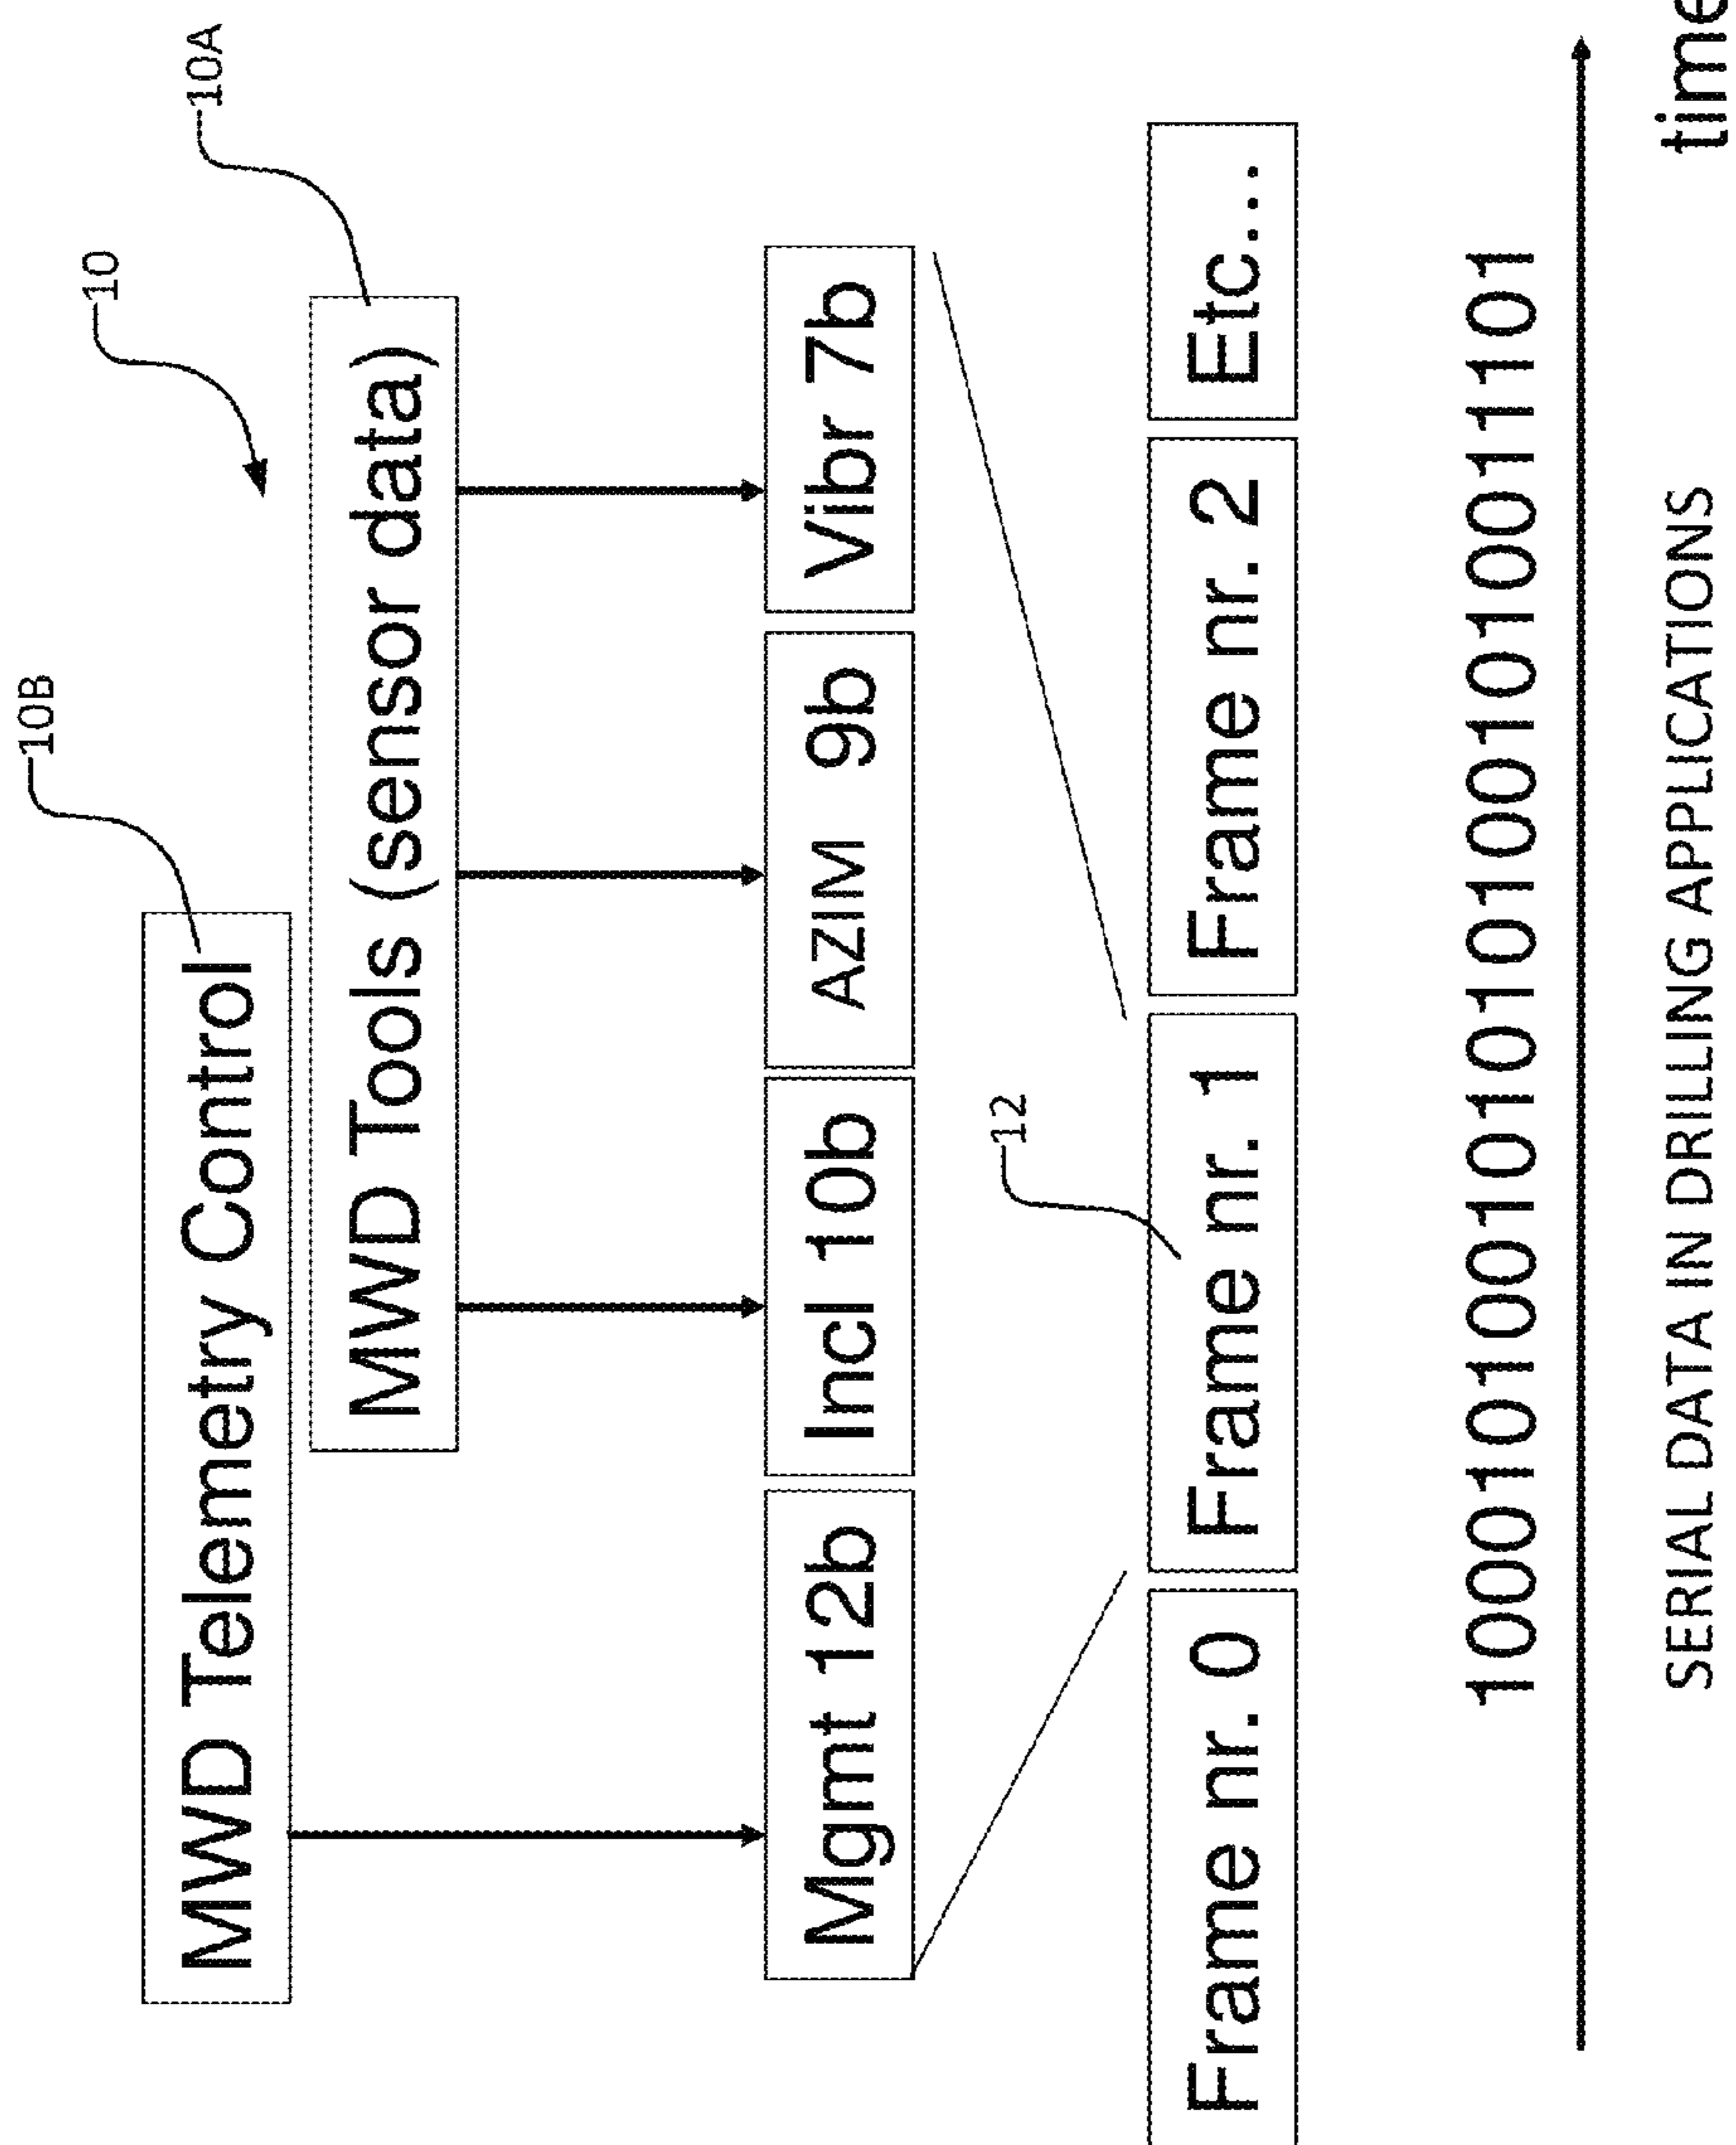 10B
10
10A
MWD Telemetry Control
MWD Tools (sensor data)
Mgmt 12b
Incl 10b
AZIM 9b
Vibr 7b
12
Frame nr. 0
Frame nr. 1
Frame nr. 2
Etc...
10001010010101010100101010011101
time
SERIAL DATA IN DRILLING APPLICATIONS